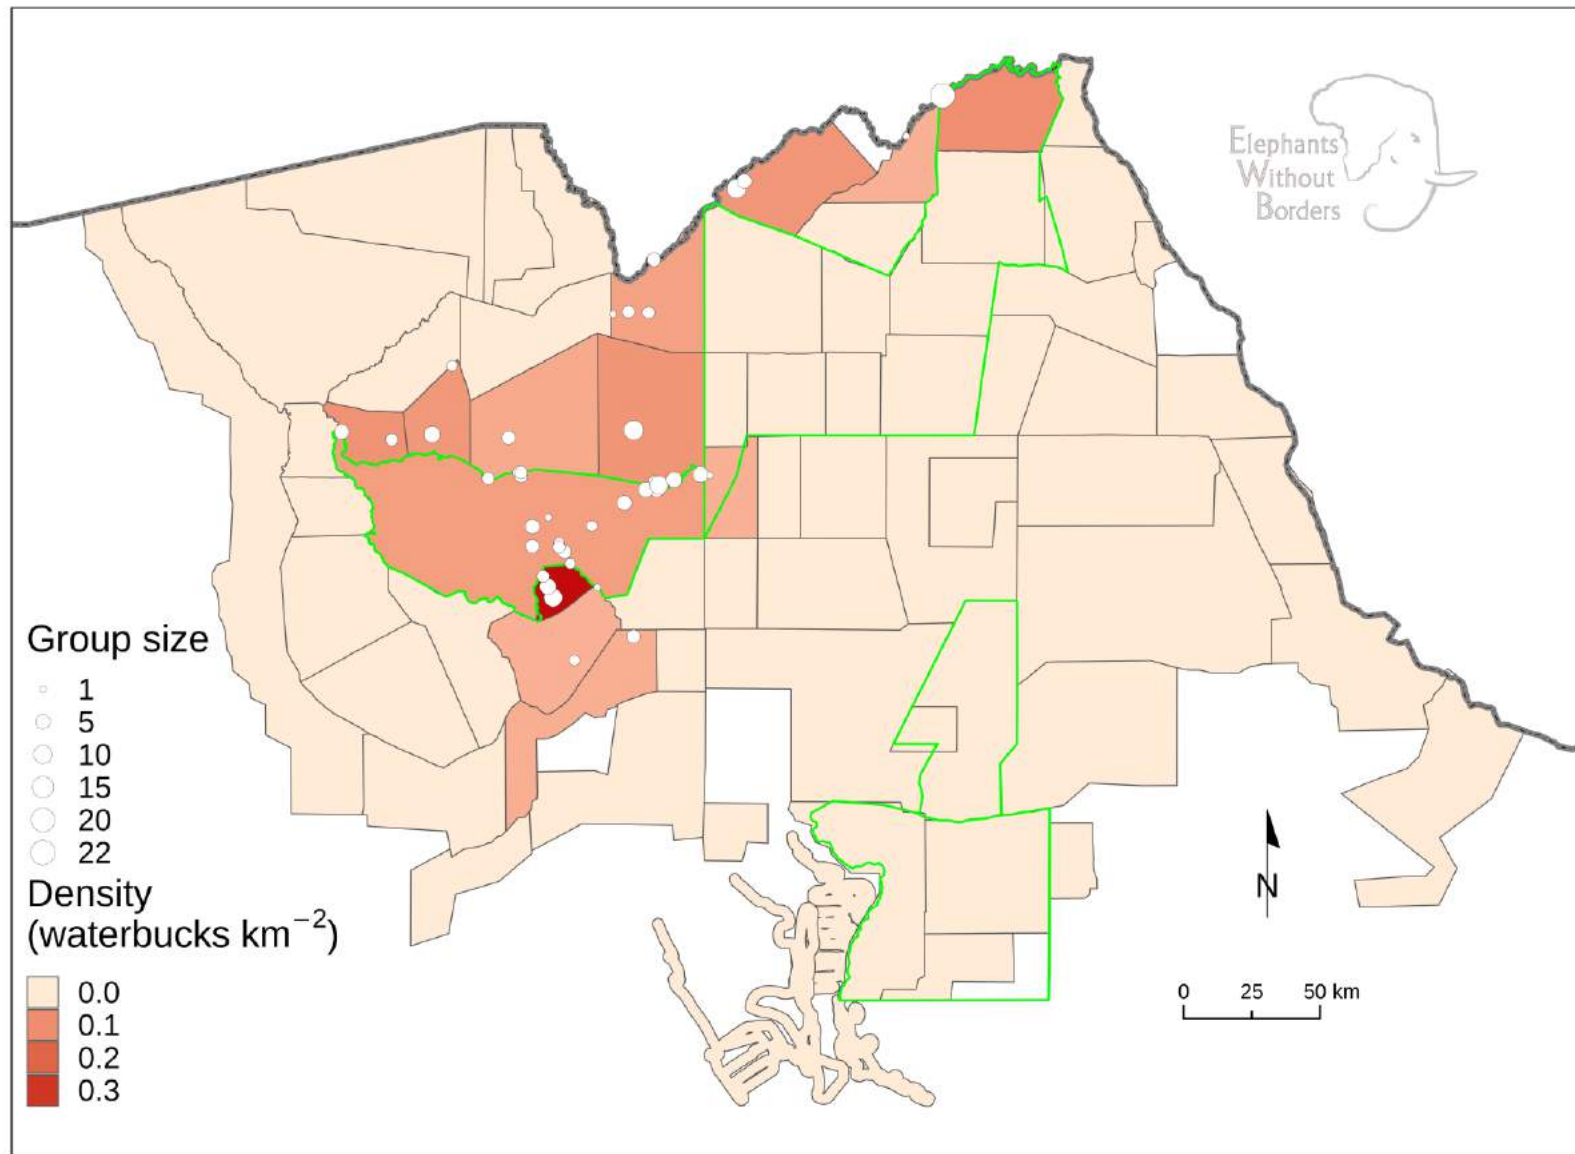 Elephants
Without
Borders
Group size
1
5
10
15
20
22
Density
(waterbucks km⁻²)
0.0
0.1
0.2
0.3
N
0 25 50 km